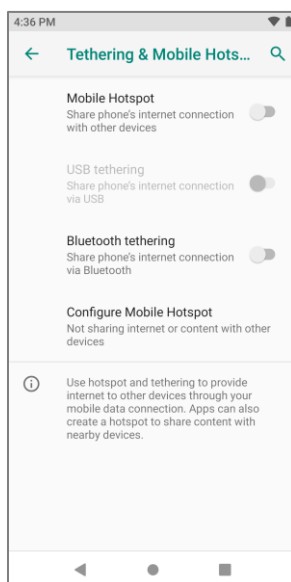 4:36 PM
Tethering & Mobile Hots...
Mobile Hotspot
Share phone's internet connection
with other devices
USB tethering
Share phone's internet connection
via USB
Bluetooth tethering
Share phone's internet connection
via Bluetooth
Configure Mobile Hotspot
Not sharing internet or content with other
devices
Use hotspot and tethering to provide
internet to other devices through your
mobile data connection. Apps can also
create a hotspot to share content with
nearby devices.